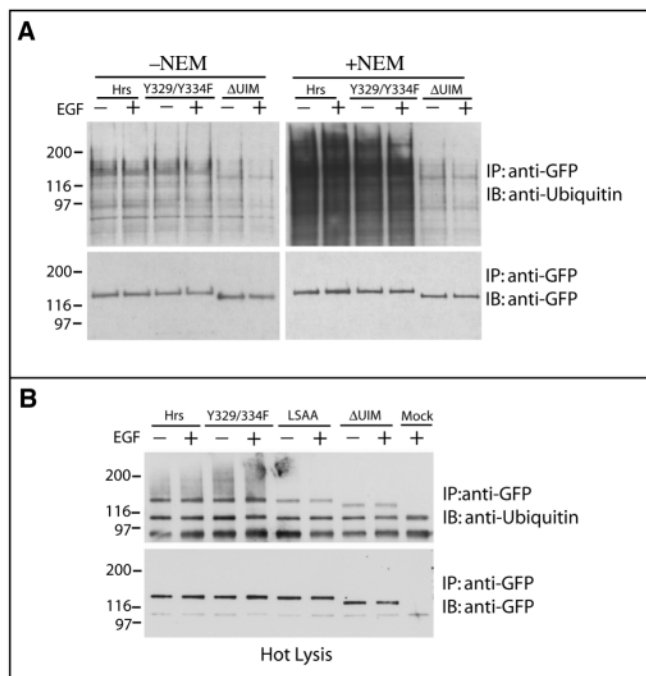 A
–NEM +NEM
Hrs Y329/Y334F ΔUIM Hrs Y329/Y334F ΔUIM
EGF – + – + – + – + – + – +
200
116
97
IP: anti-GFP
IB: anti-Ubiquitin
200
116
97
IP: anti-GFP
IB: anti-GFP
B
Hrs Y329/334F LSAA ΔUIM Mock
EGF – + – + – + – + +
200
116
97
IP:anti-GFP
IB: anti-Ubiquitin
200
116
97
IP: anti-GFP
IB: anti-GFP
Hot Lysis